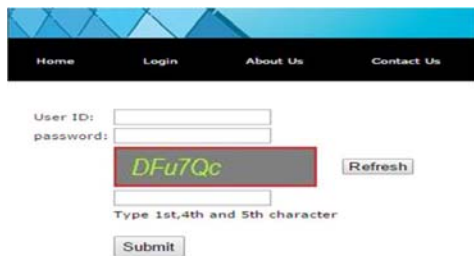 Home Login About Us Contact Us
User ID:
password:
DFu7Qc Refresh
Type 1st,4th and 5th character
Submit